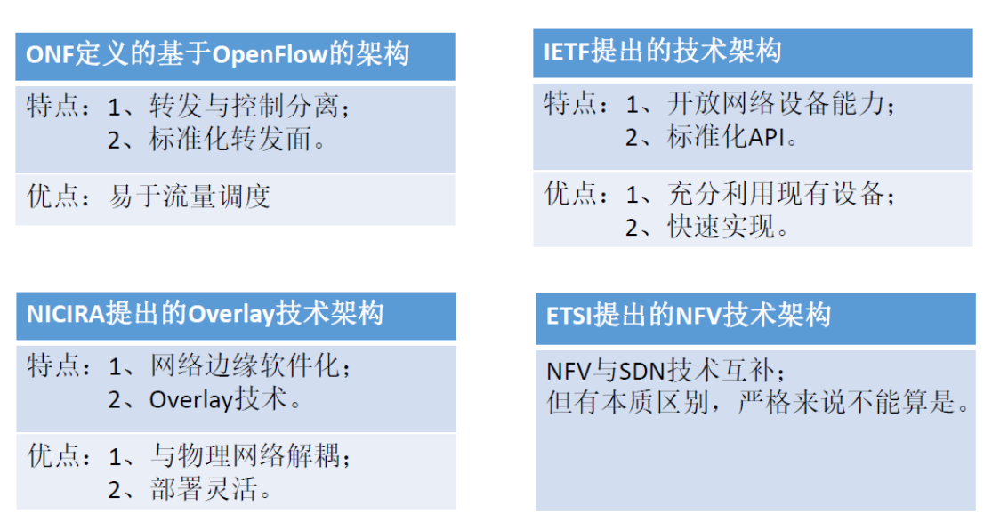 ONF定义的基于OpenFlow的架构
特点：1、转发与控制分离；
2、标准化转发面。
优点：易于流量调度
IETF提出的技术架构
特点：1、开放网络设备能力；
2、标准化API。
优点：1、充分利用现有设备；
2、快速实现。
NICIRA提出的Overlay技术架构
特点：1、网络边缘软件化；
2、Overlay技术。
优点：1、与物理网络解耦；
2、部署灵活。
ETSI提出的NFV技术架构
NFV与SDN技术互补；
但有本质区别，严格来说不能算是。